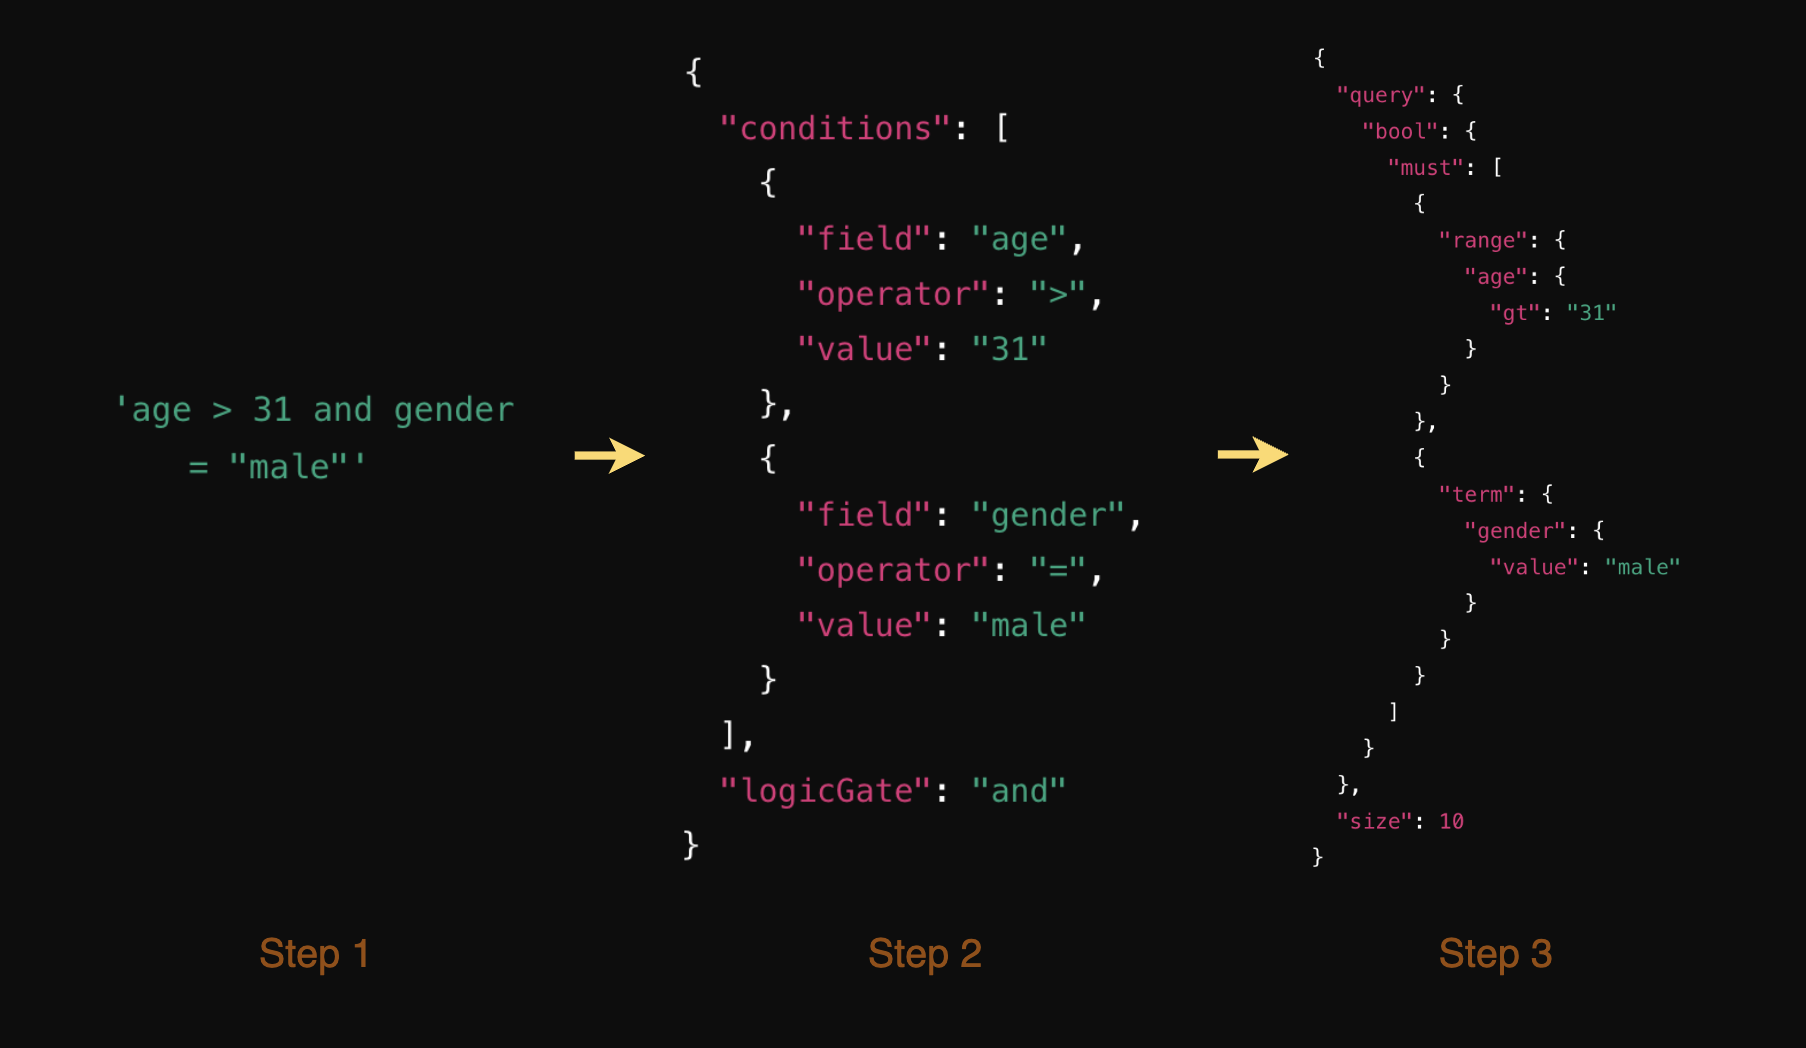 'age > 31 and gender
= "male"'
{
"conditions": [
{
"field": "age",
"operator": ">",
"value": "31"
},
{
"field": "gender",
"operator": "=",
"value": "male"
}
],
"logicGate": "and"
}
{
"query": {
"bool": {
"must": [
{
"range": {
"age": {
"gt": "31"
}
}
},
{
"term": {
"gender": {
"value": "male"
}
}
}
]
}
},
"size": 10
}
Step 1
Step 2
Step 3